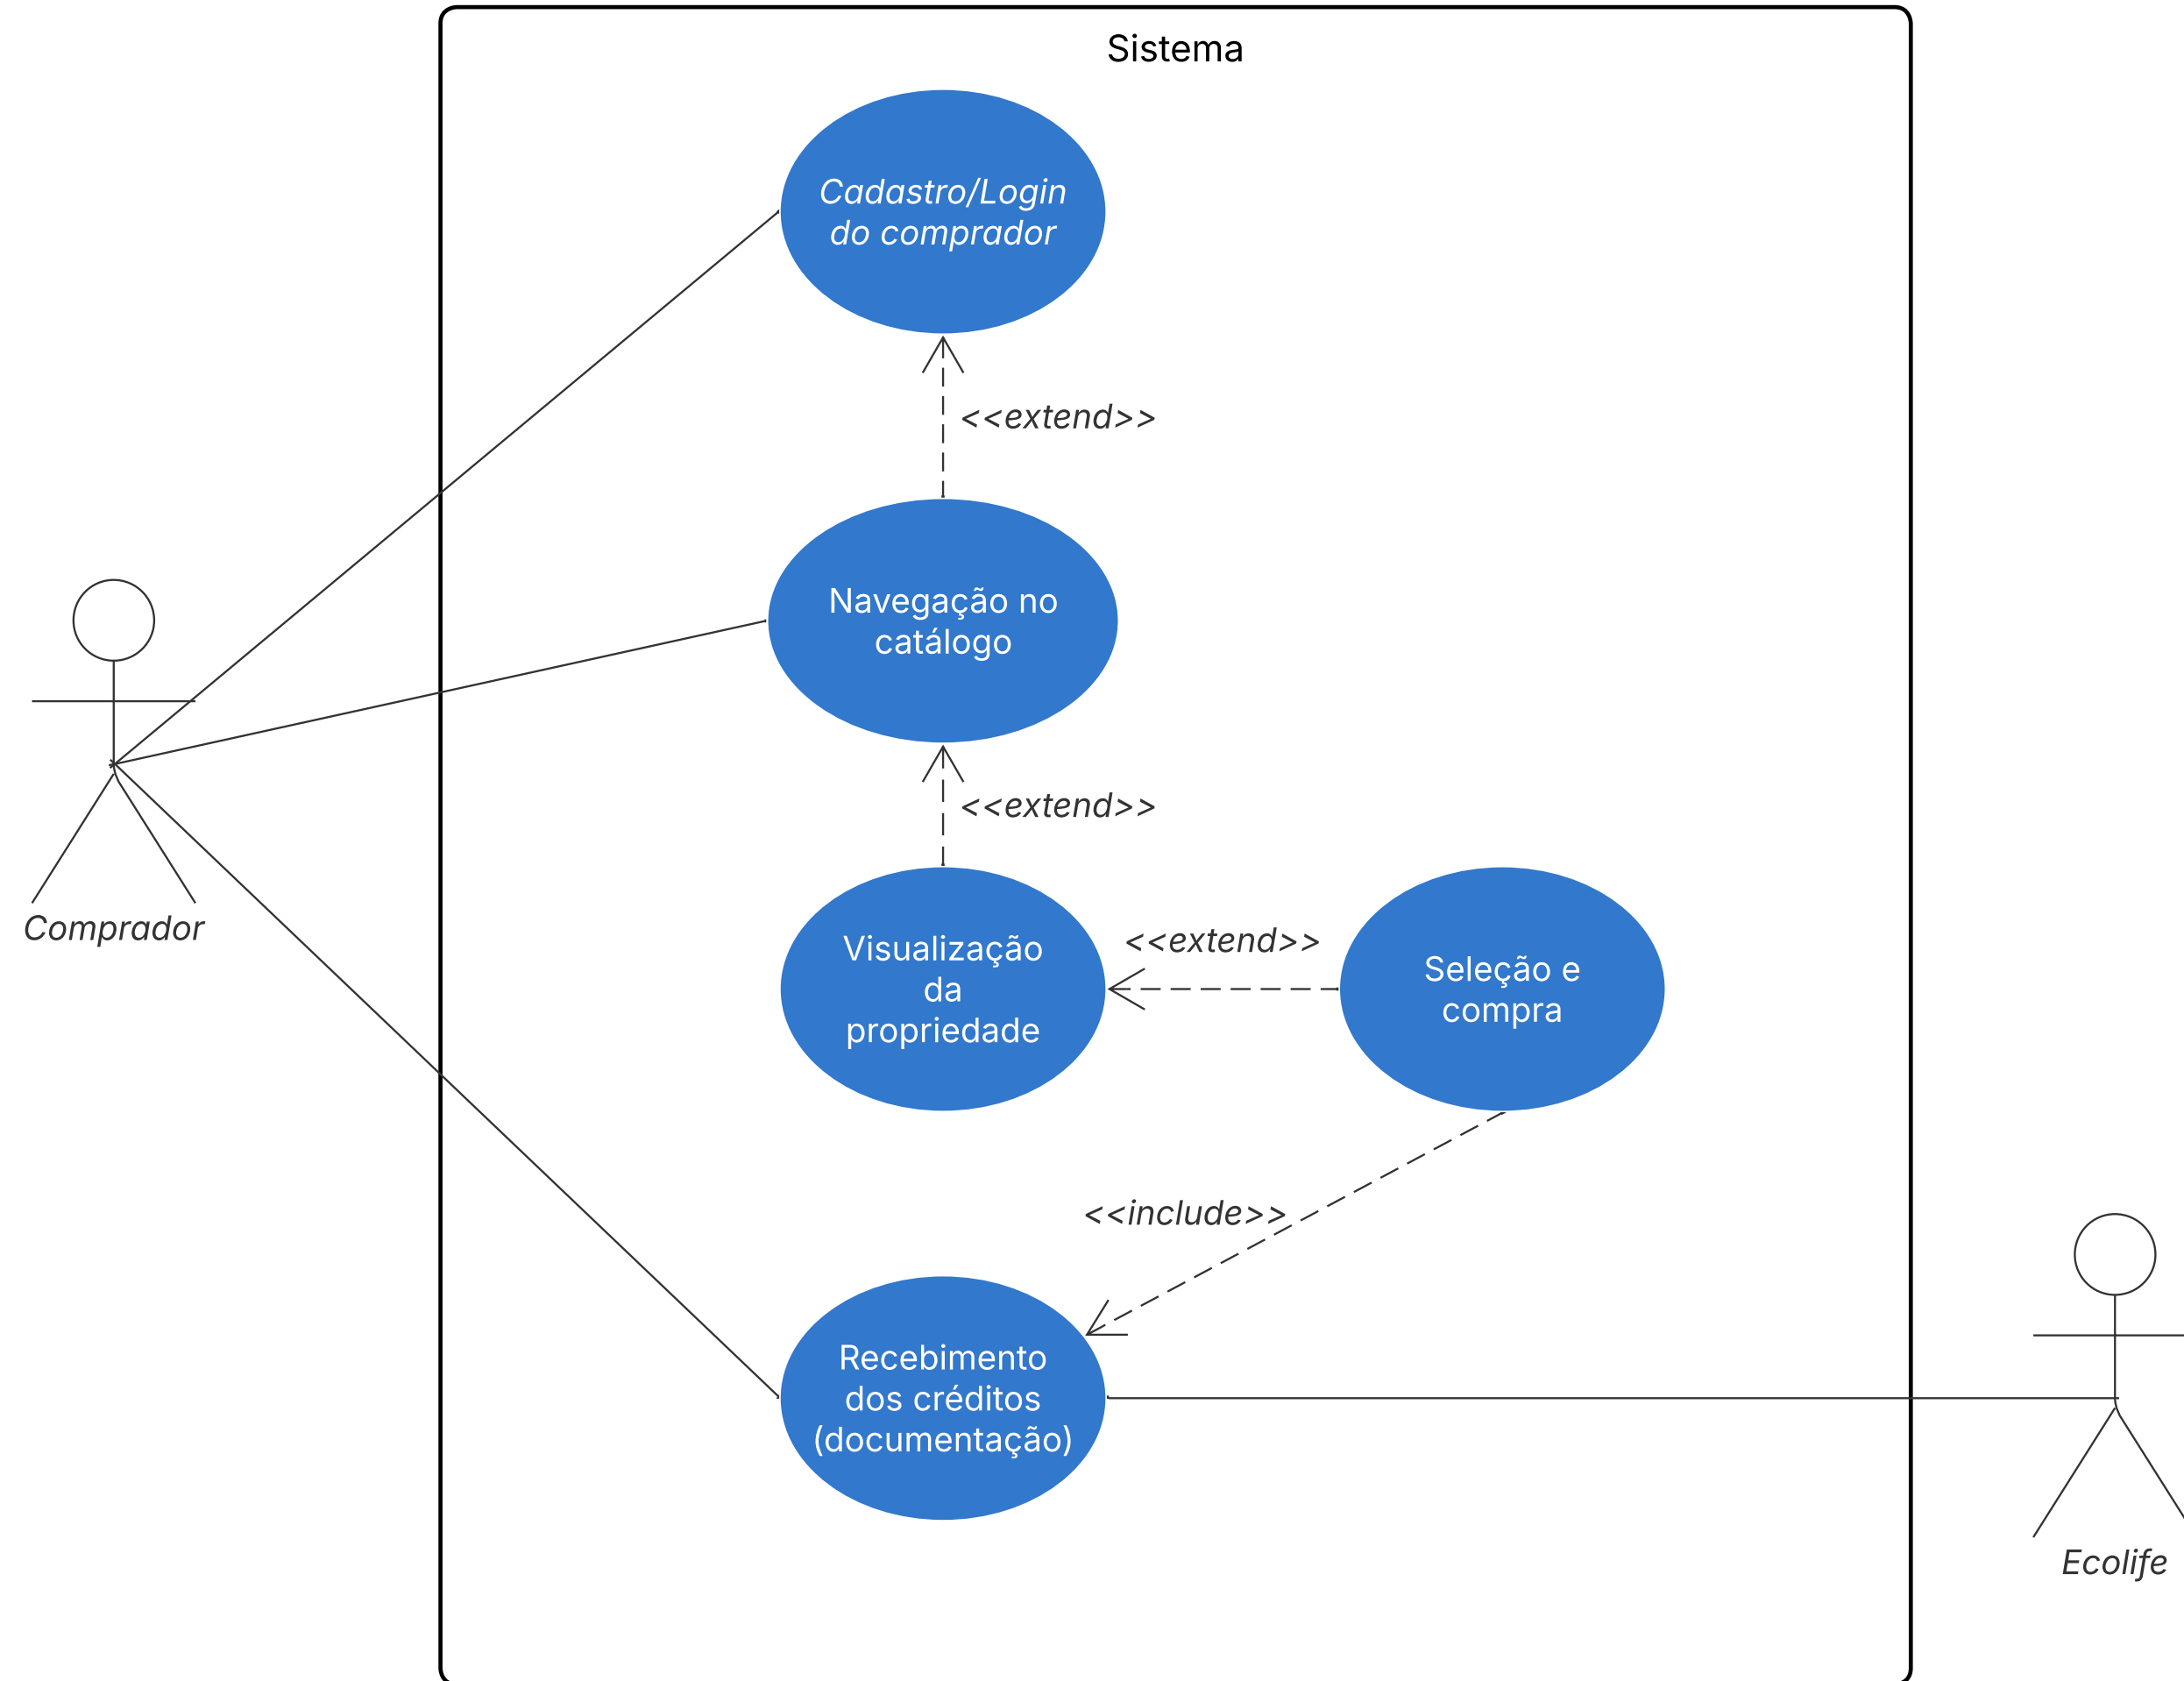 Sistema
Cadastro/Login
do comprador
<<extend>>
Navegação no
catálogo
<<extend>>
Comprador
Visualização
da
propriedade
<<extend>>
Seleção e
compra
<<include>>
Recebimento
dos créditos
(documentação)
Ecolife